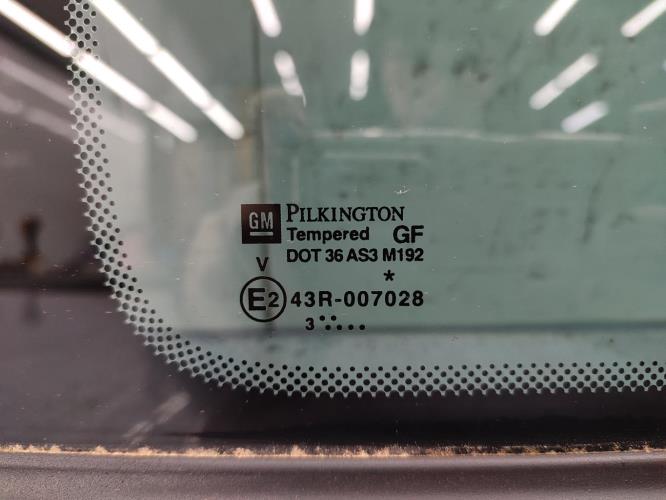 GM PILKINGTON
Tempered GF
DOT 36 AS3 M192
V *
E2 43R-007028
3